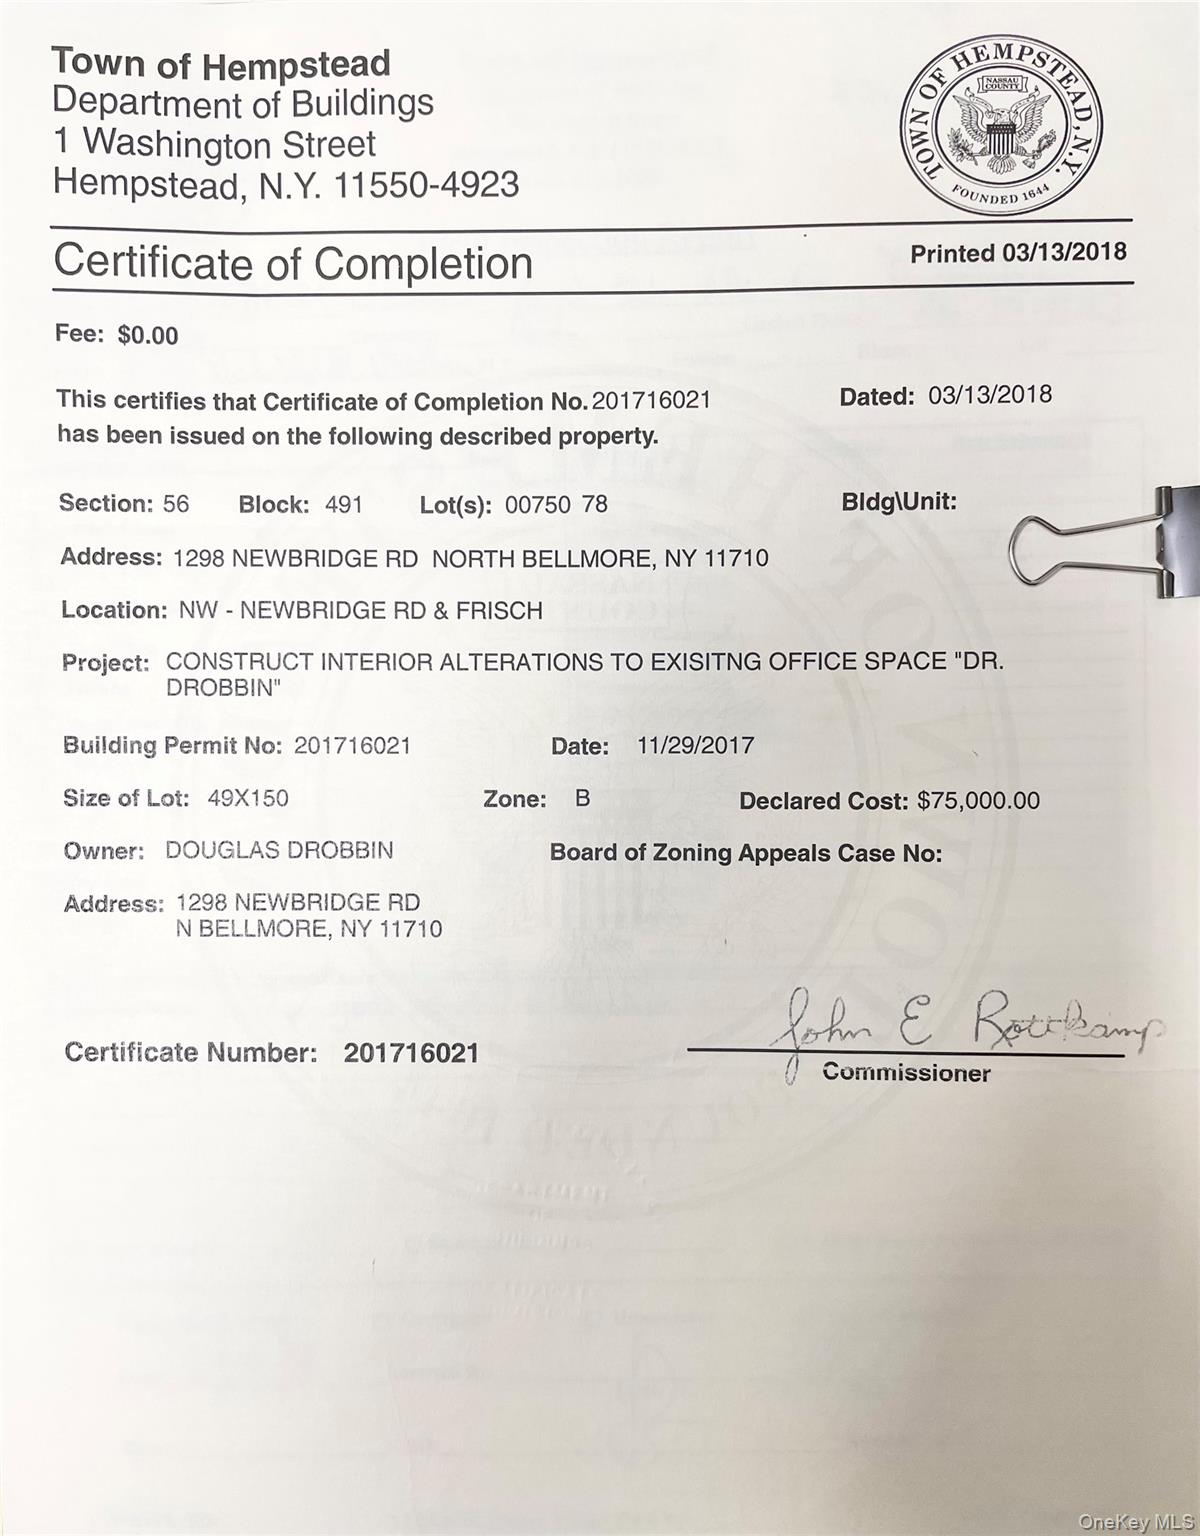 Town of Hempstead
Department of Buildings
1 Washington Street
Hempstead, N.Y. 11550-4923
TOWN OF HEMPSTEAD, N.Y.
NASSAU
COUNTY
FOUNDED 1644
Certificate of Completion
Printed 03/13/2018
Fee: $0.00
This certifies that Certificate of Completion No. 201716021 Dated: 03/13/2018
has been issued on the following described property.
Section: 56 Block: 491 Lot(s): 00750 78 Bldg\Unit:
Address: 1298 NEWBRIDGE RD NORTH BELLMORE, NY 11710
Location: NW - NEWBRIDGE RD & FRISCH
Project: CONSTRUCT INTERIOR ALTERATIONS TO EXISITNG OFFICE SPACE "DR.
DROBBIN"
Building Permit No: 201716021 Date: 11/29/2017
Size of Lot: 49X150 Zone: B Declared Cost: $75,000.00
Owner: DOUGLAS DROBBIN Board of Zoning Appeals Case No:
Address: 1298 NEWBRIDGE RD
N BELLMORE, NY 11710
John E Rottkamp
Certificate Number: 201716021
Commissioner
OneKey MLS